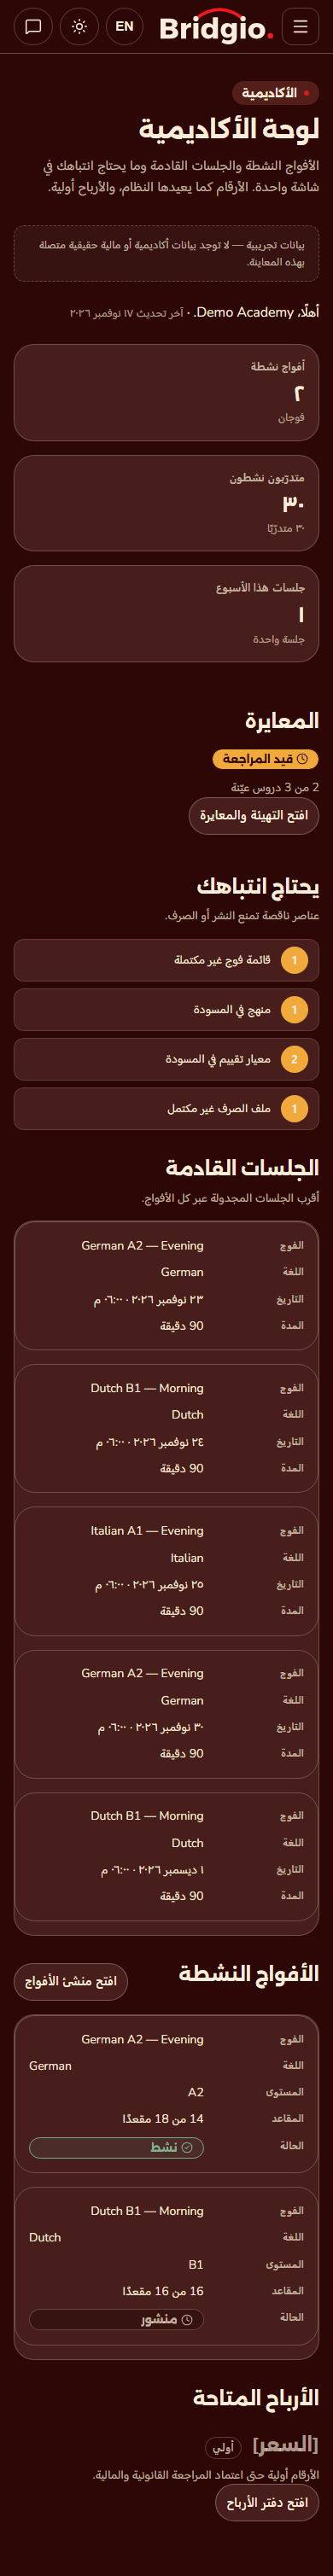 EN
Bridgio.
الأكاديمية
لوحة الأكاديمية
الأفواج النشطة والجلسات القادمة وما يحتاج انتباهك في
شاشة واحدة. الأرقام كما يعيدها النظام، والأرباح أولية.
بيانات تجريبية — لا توجد بيانات أكاديمية أو مالية حقيقية متصلة
بهذه المعاينة.
أهلًا، Demo Academy. · آخر تحديث ١٧ نوفمبر ٢٠٢٦
أفواج نشطة
٢
فوجان
متدرّبون نشطون
٣٠
٣٠ متدرّبًا
جلسات هذا الأسبوع
١
جلسة واحدة
المعايرة
قيد المراجعة
2 من 3 دروس عيّنة
افتح التهيئة والمعايرة
يحتاج انتباهك
عناصر ناقصة تمنع النشر أو الصرف.
1 قائمة فوج غير مكتملة
1 منهج في المسودة
2 معيار تقييم في المسودة
1 ملف الصرف غير مكتمل
الجلسات القادمة
أقرب الجلسات المجدولة عبر كل الأفواج.
الفوج German A2 — Evening
اللغة German
التاريخ ٢٣ نوفمبر ٢٠٢٦ ٠٦:٠٠ م
المدة 90 دقيقة
الفوج Dutch B1 — Morning
اللغة Dutch
التاريخ ٢٤ نوفمبر ٢٠٢٦ ٠٦:٠٠ م
المدة 90 دقيقة
الفوج Italian A1 — Evening
اللغة Italian
التاريخ ٢٥ نوفمبر ٢٠٢٦ ٠٦:٠٠ م
المدة 90 دقيقة
الفوج German A2 — Evening
اللغة German
التاريخ ٣٠ نوفمبر ٢٠٢٦ ٠٦:٠٠ م
المدة 90 دقيقة
الفوج Dutch B1 — Morning
اللغة Dutch
التاريخ ١ ديسمبر ٢٠٢٦ ٠٦:٠٠ م
المدة 90 دقيقة
الأفواج النشطة
افتح منشئ الأفواج
الفوج German A2 — Evening
اللغة German
المستوى A2
المقاعد 14 من 18 مقعدًا
الحالة نشط
الفوج Dutch B1 — Morning
اللغة Dutch
المستوى B1
المقاعد 16 من 16 مقعدًا
الحالة منشور
الأرباح المتاحة
[السعر] أولي
الأرقام أولية حتى اعتماد المراجعة القانونية والمالية.
افتح دفتر الأرباح